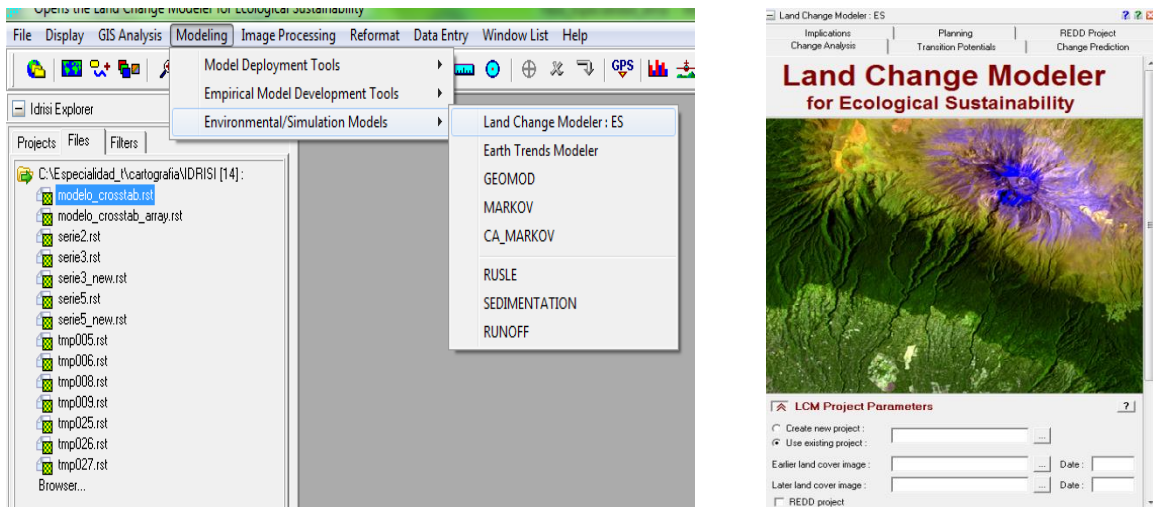 Opens the Land Change Modeler for Ecological Sustainability
File Display GIS Analysis Modeling Image Processing Reformat Data Entry Window List Help
GPS
Model Deployment Tools
Empirical Model Development Tools
Environmental/Simulation Models
Land Change Modeler : ES
Earth Trends Modeler
GEOMOD
MARKOV
CA_MARKOV
RUSLE
SEDIMENTATION
RUNOFF
Idrisi Explorer
Projects Files Filters
C:\Especialidad_t\cartografia\IDRISI [14] :
modelo_crosstab.rst
modelo_crosstab_array.rst
serie2.rst
serie3.rst
serie3_new.rst
serie5.rst
serie5_new.rst
tmp005.rst
tmp006.rst
tmp008.rst
tmp009.rst
tmp025.rst
tmp026.rst
tmp027.rst
Browser...
Land Change Modeler : ES ? ?
Implications Planning REDD Project
Change Analysis Transition Potentials Change Prediction
Land Change Modeler
for Ecological Sustainability
LCM Project Parameters ?
Create new project :
Use existing project : ...
Earlier land cover image : ... Date :
Later land cover image : ... Date :
REDD project